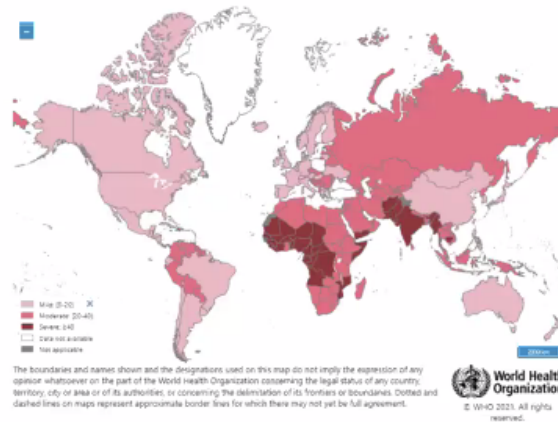 Mild (0-20) X
Moderate (20-40)
Severe, ≥40
Data not available
Not applicable
The boundaries and names shown and the designations used on this map do not imply the expression of any
opinion whatsoever on the part of the World Health Organization concerning the legal status of any country,
territory, city or area or of its authorities, or concerning the delimitation of its frontiers or boundaries. Dotted and
dashed lines on maps represent approximate border lines for which there may not yet be full agreement.
World Health
Organization
© WHO 2021. All rights
reserved.